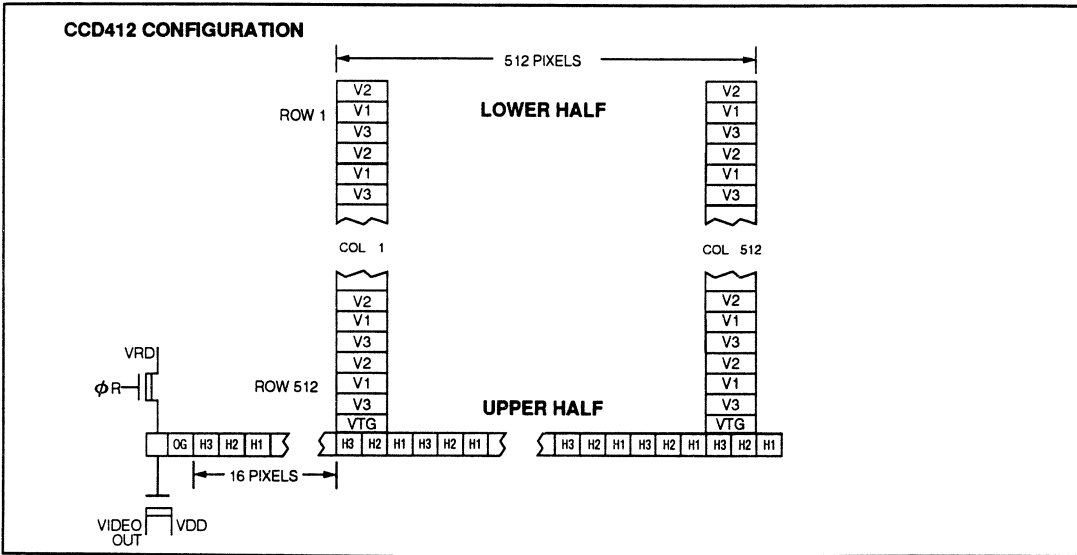 CCD412 CONFIGURATION
512 PIXELS
V2 V2
ROW 1 V1 LOWER HALF V1
V3 V3
V2 V2
V1 V1
V3 V3
COL 1 COL 512
V2 V2
V1 V1
V3 V3
VRD V2 V2
ϕR ROW 512 V1 V1
V3 UPPER HALF V3
VTG VTG
OG H3 H2 H1 H3 H2 H1 H3 H2 H1 H3 H2 H1 H3 H2 H1 H3 H2 H1
16 PIXELS
VIDEO OUT VDD